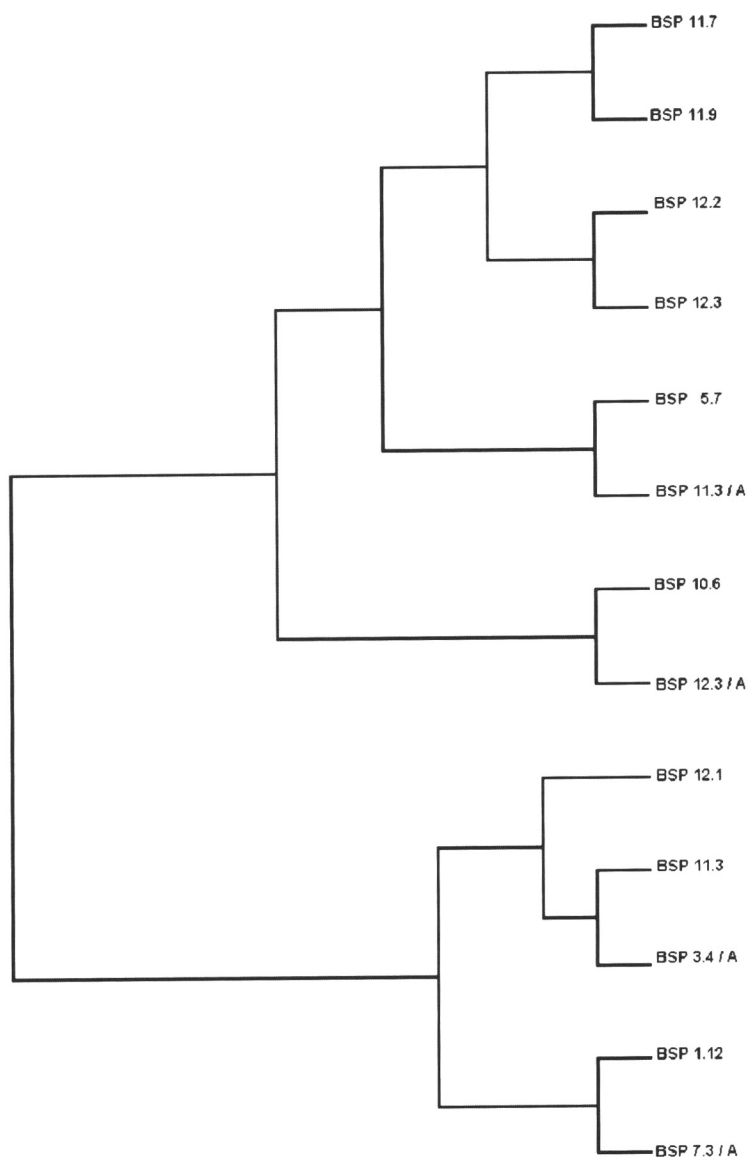 BSP 11.7
BSP 11.9
BSP 12.2
BSP 12.3
BSP 5.7
BSP 11.3 / A
BSP 10.6
BSP 12.3 / A
BSP 12.1
BSP 11.3
BSP 3.4 / A
BSP 1.12
BSP 7.3 / A